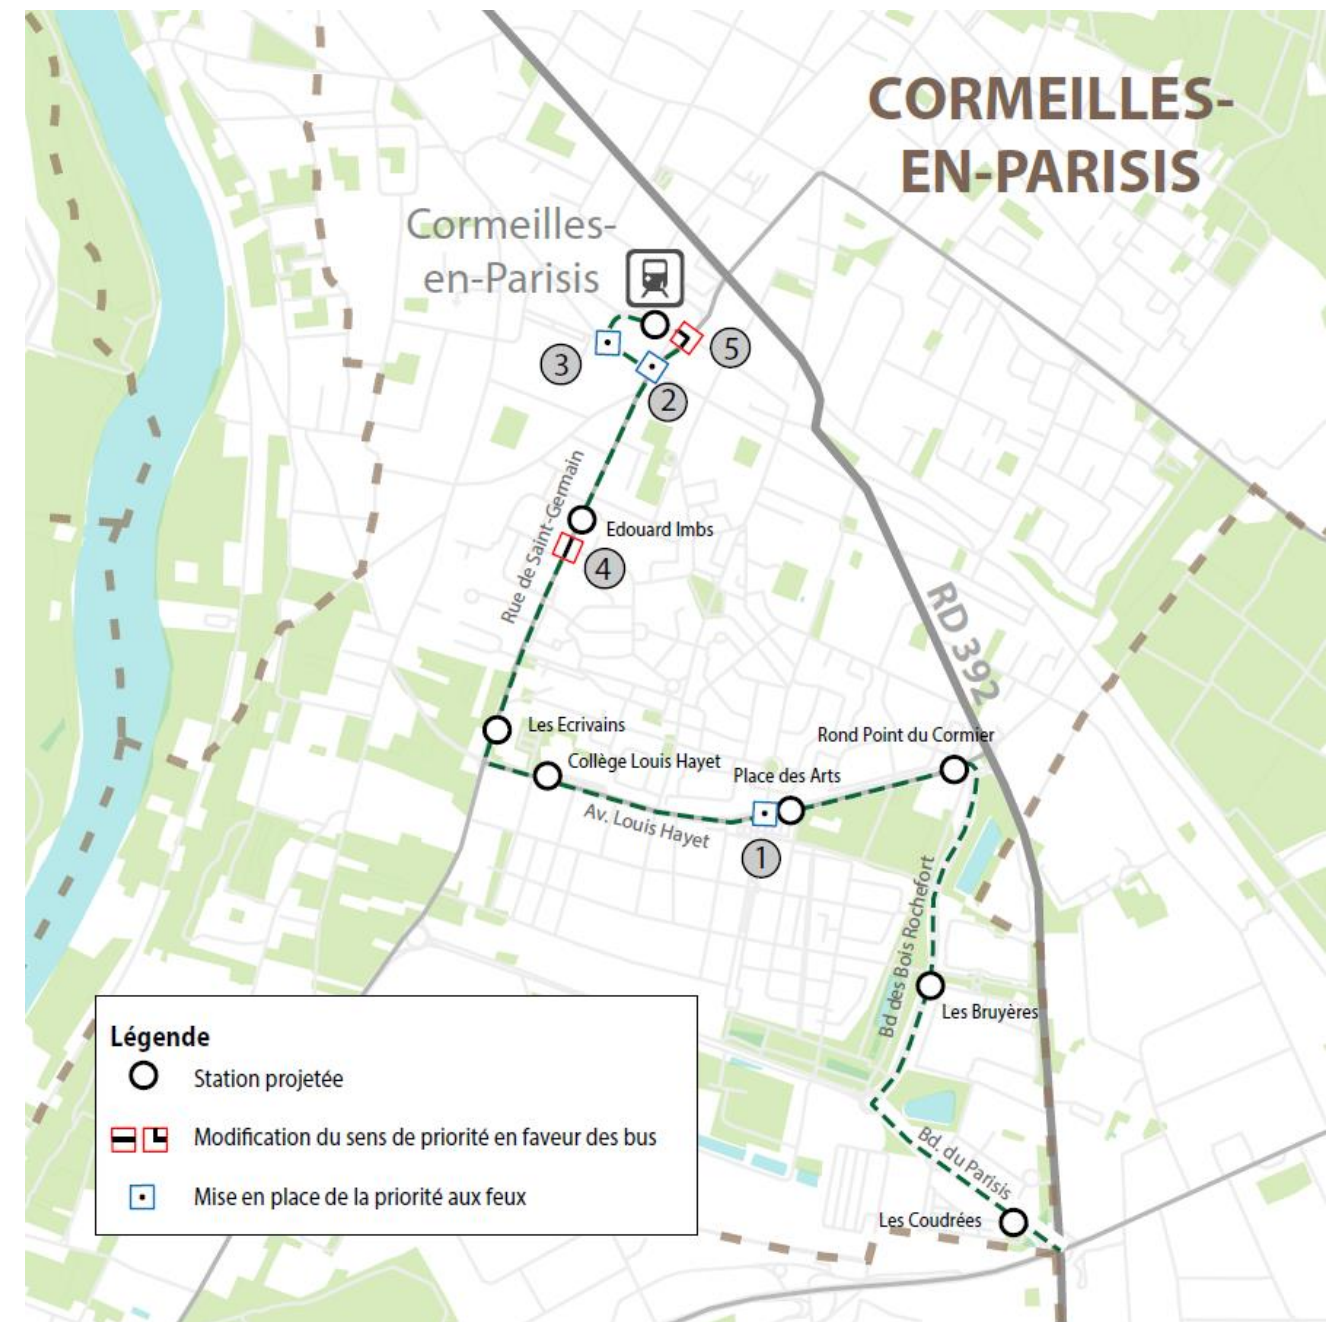 CORMEILLES-
EN-PARISIS
Cormeilles-
en-Parisis
5
3
2
Rue de Saint-Germain
Edouard Imbs
4
RD 392
Les Ecrivains
Rond Point du Cormier
Collège Louis Hayet
Place des Arts
Av. Louis Hayet
1
Bd des Bois Rochefort
Les Bruyères
Légende
Station projetée
Modification du sens de priorité en faveur des bus
Mise en place de la priorité aux feux
Bd. du Parisis
Les Coudrées